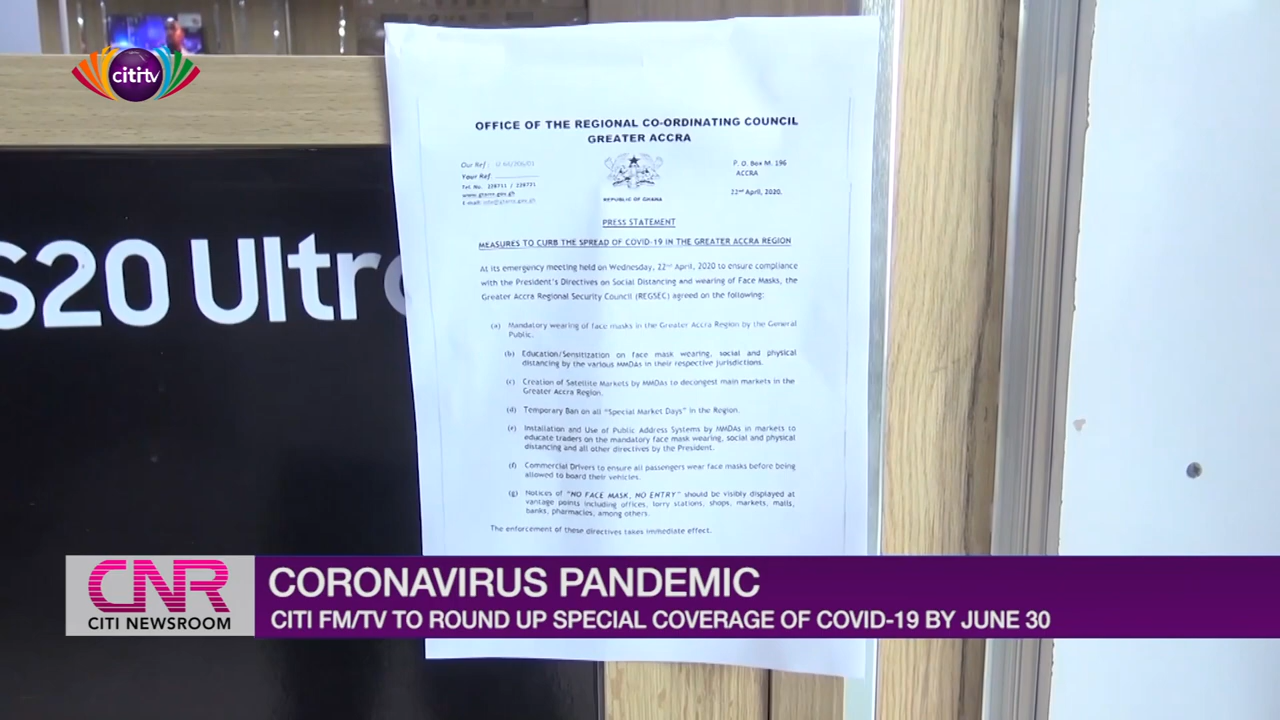 citi tv
S20 Ultra
OFFICE OF THE REGIONAL CO-ORDINATING COUNCIL
GREATER ACCRA
Our Ref:
Your Ref.
Tel. No. 228711 / 228721
P. O. Box M. 196
ACCRA
22nd April, 2020.
REPUBLIC OF GHANA
PRESS STATEMENT
MEASURES TO CURB THE SPREAD OF COVID-19 IN THE GREATER ACCRA REGION
At its emergency meeting held on Wednesday, 22nd April, 2020 to ensure compliance
with the President's Directives on Social Distancing and wearing of Face Masks, the
Greater Accra Regional Security Council (REGSEC) agreed on the following:
(a) Mandatory wearing of face masks in the Greater Accra Region by the General
Public.
(b) Education/Sensitization on face mask wearing, social and physical
distancing by the various MMDAs in their respective jurisdictions.
(c) Creation of Satellite Markets by MMDAs to decongest main markets in the
Greater Accra Region.
(d) Temporary Ban on all "Special Market Days" in the Region.
(e) Installation and Use of Public Address Systems by MMDAs in markets to
educate traders on the mandatory face mask wearing, social and physical
distancing and all other directives by the President.
(f) Commercial Drivers to ensure all passengers wear face masks before being
allowed to board their vehicles.
(g) Notices of "NO FACE MASK, NO ENTRY" should be visibly displayed at
vantage points including offices, lorry stations, shops, markets, malls,
banks, pharmacies, among others.
The enforcement of these directives takes immediate effect.
CNR
CITI NEWSROOM
CORONAVIRUS PANDEMIC
CITI FM/TV TO ROUND UP SPECIAL COVERAGE OF COVID-19 BY JUNE 30